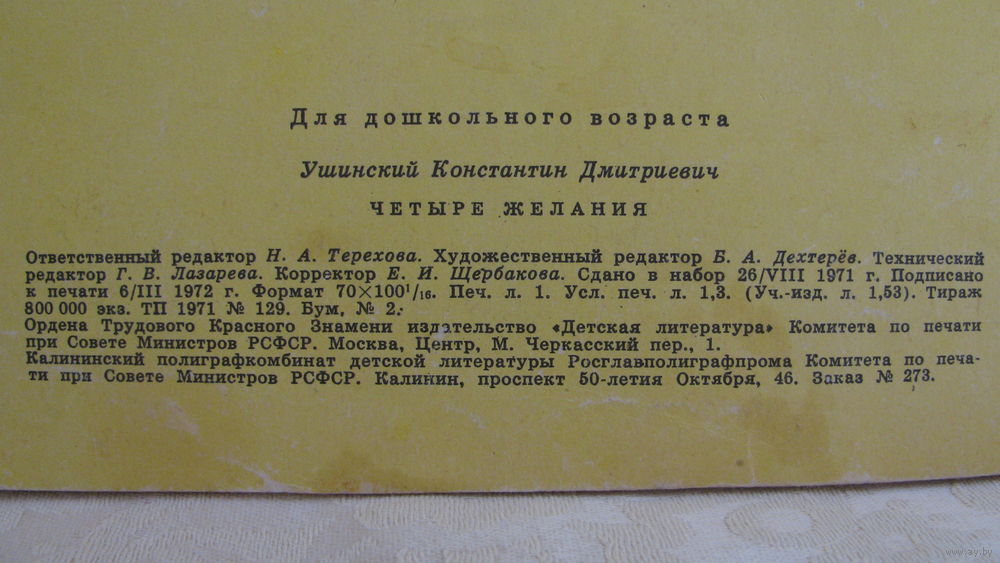 Для дошкольного возраста
Ушинский Константин Дмитриевич
ЧЕТЫРЕ ЖЕЛАНИЯ
Ответственный редактор Н. А. Терехова. Художественный редактор Б. А. Дехтерёв. Технический
редактор Г. В. Лазарева. Корректор Е. И. Щербакова. Сдано в набор 26/VIII 1971 г. Подписано
к печати 6/III 1972 г. Формат 70×100¹/₁₆. Печ. л. 1. Усл. печ. л. 1,3. (Уч.-изд. л. 1,53). Тираж
800 000 экз. ТП 1971 № 129. Бум, № 2.
Ордена Трудового Красного Знамени издательство «Детская литература» Комитета по печати
при Совете Министров РСФСР. Москва, Центр, М. Черкасский пер., 1.
Калининский полиграфкомбинат детской литературы Росглавполиграфпрома Комитета по печа-
ти при Совете Министров РСФСР. Калинин, проспект 50-летия Октября, 46. Заказ № 273.
www.ay.by